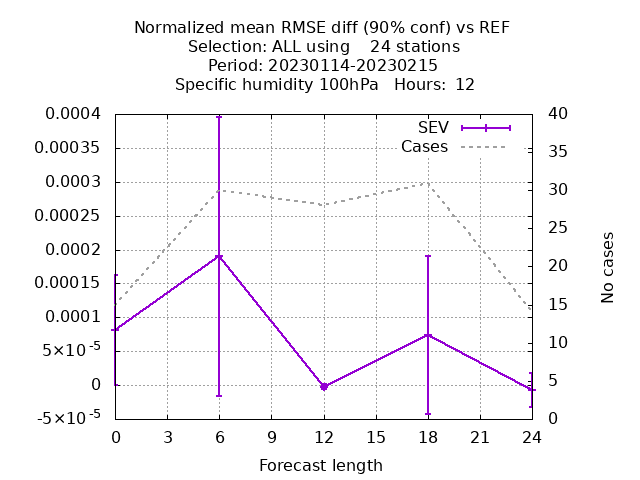 Normalized mean RMSE diff (90% conf) vs REF
Selection: ALL using    24 stations
Period: 20230114-20230215
Specific humidity 100hPa   Hours:  12
0.0004
0.00035
0.0003
0.00025
0.0002
0.00015
0.0001
5×10⁻⁵
0
-5×10⁻⁵
SEV
Cases
40
35
30
25
20
15
10
5
0
No cases
0 3 6 9 12 15 18 21 24
Forecast length